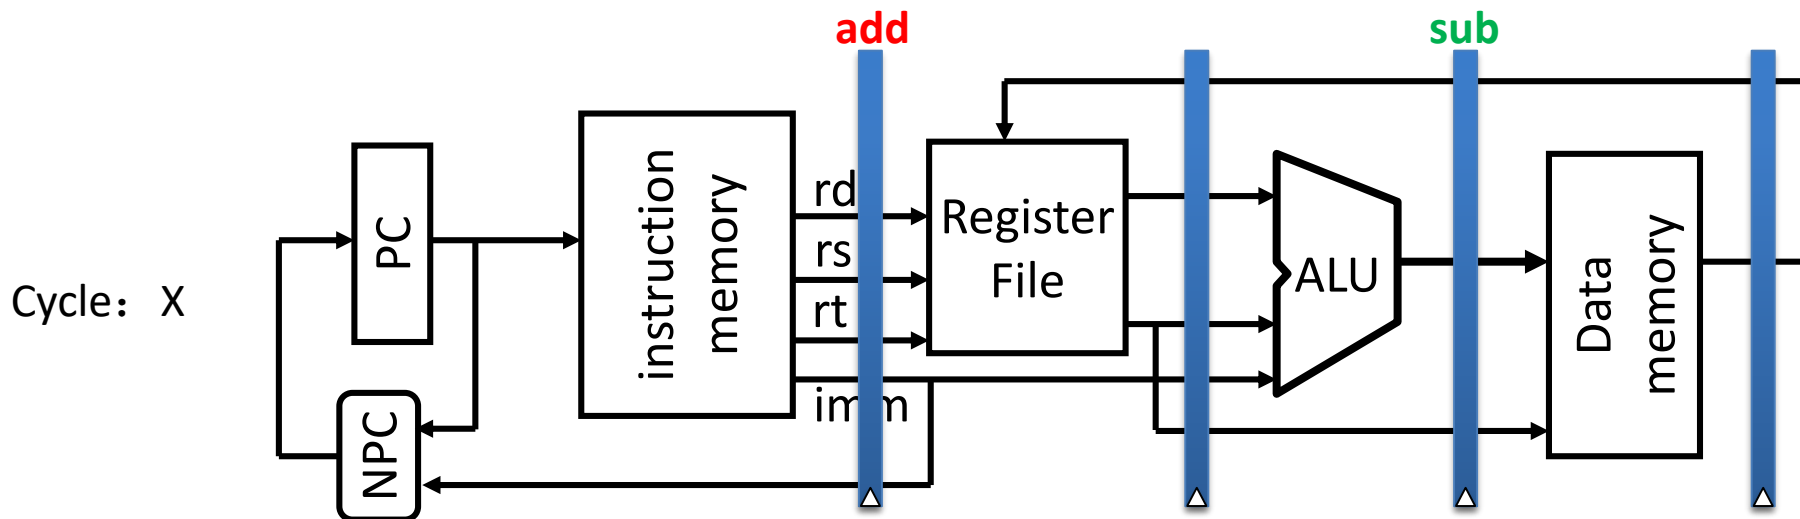 add
sub
Cycle：X
PC
NPC
instruction
memory
rd
rs
rt
imm
Register
File
ALU
Data
memory